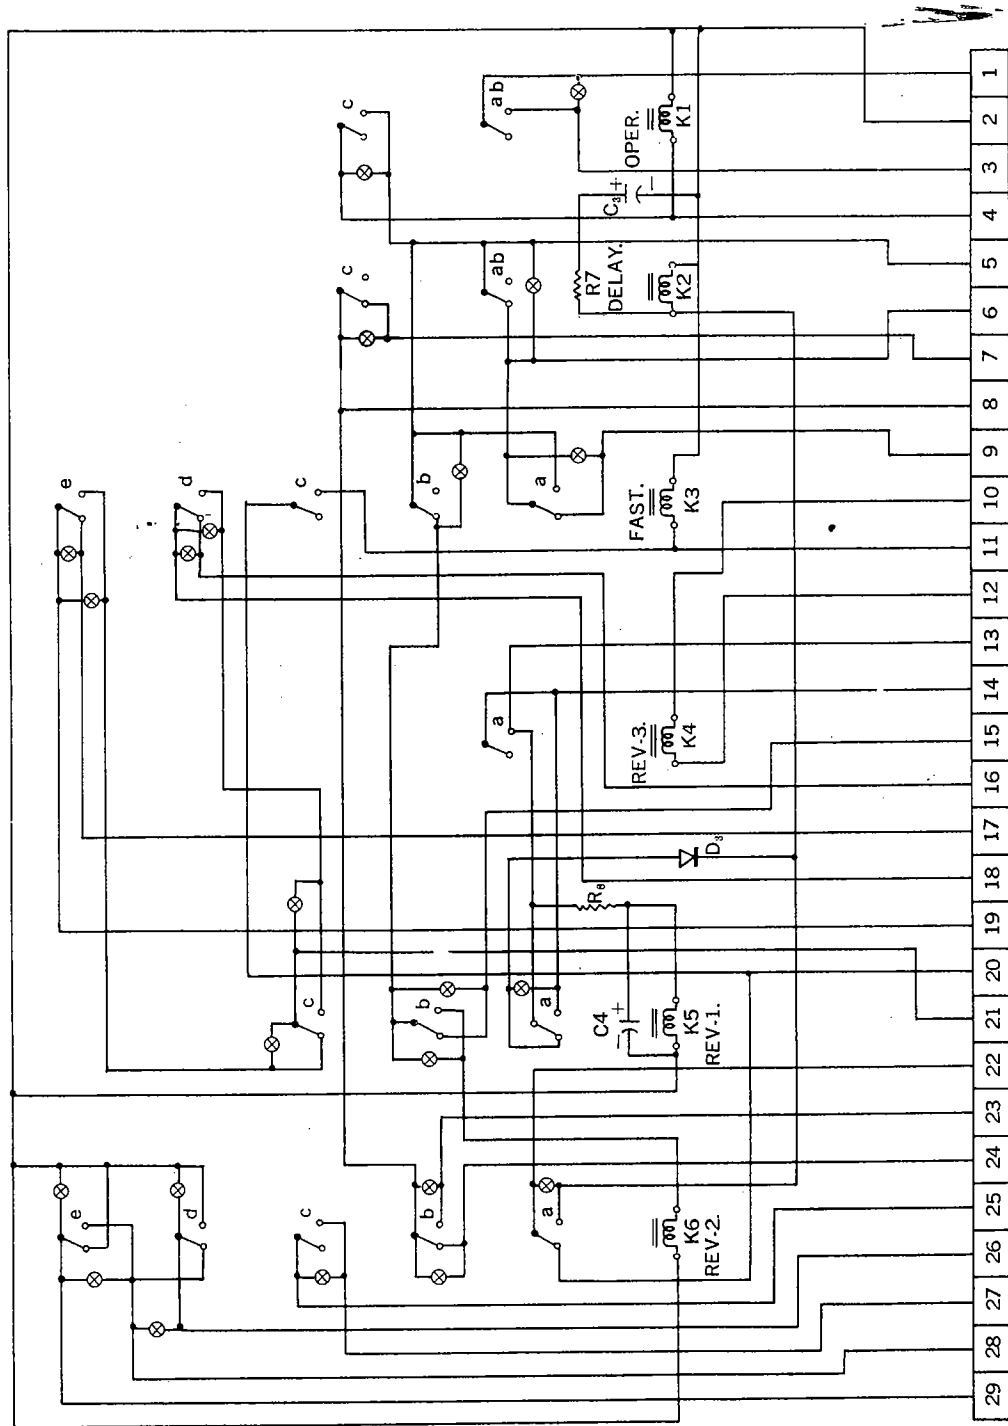 c
ab
OPER.
K1
C3 +
−
c
ab
R7
DELAY.
K2
e
d
c
b
a
FAST.
K3
a
REV-3.
K4
D3
R8
c
b
a
C4
− +
K5
REV-1.
e
d
c
b
a
K6
REV-2.
1
2
3
4
5
6
7
8
9
10
11
12
13
14
15
16
17
18
19
20
21
22
23
24
25
26
27
28
29